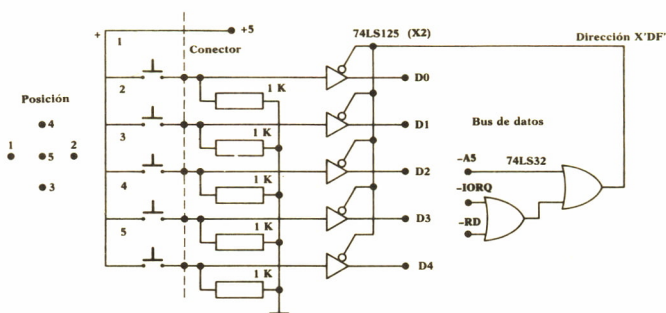 +5
74LS125 (X2)
Dirección X'DF'
+
1
Conector
2
1 K
D0
Posición
3
1 K
D1
Bus de datos
4
1
5
2
3
4
1 K
D2
-A5
74LS32
-IORQ
5
1 K
D3
-RD
1 K
D4